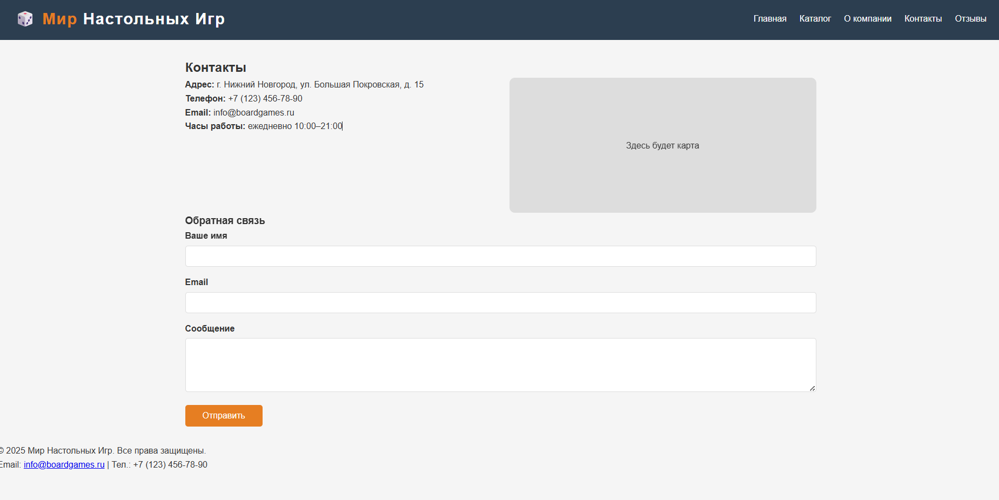 Мир Настольных Игр
Главная Каталог О компании Контакты Отзывы
Контакты
Адрес: г. Нижний Новгород, ул. Большая Покровская, д. 15
Телефон: +7 (123) 456-78-90
Email: info@boardgames.ru
Часы работы: ежедневно 10:00–21:00
Здесь будет карта
Обратная связь
Ваше имя
Email
Сообщение
Отправить
© 2025 Мир Настольных Игр. Все права защищены.
Email: info@boardgames.ru | Тел.: +7 (123) 456-78-90